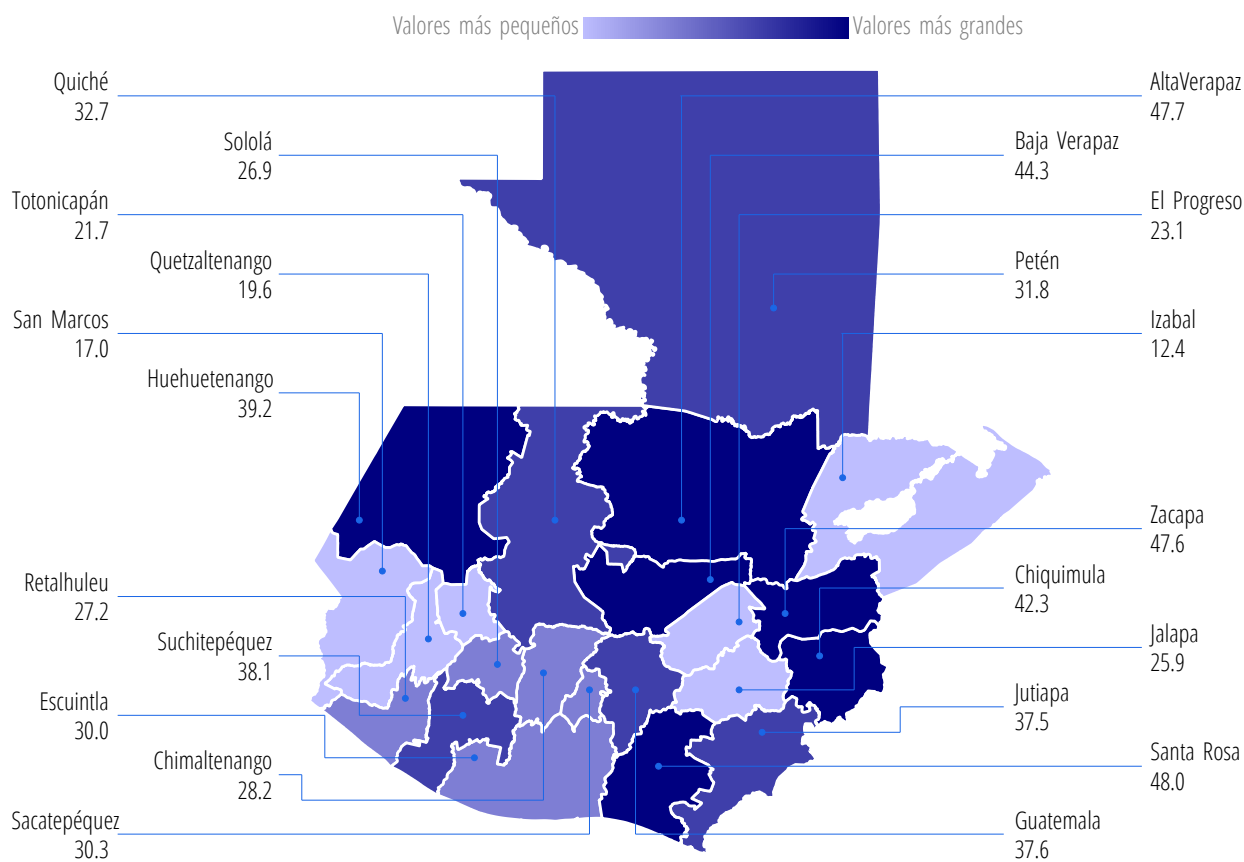 Valores más pequeños Valores más grandes
Quiché
32.7
Sololá
26.9
Totonicapán
21.7
Quetzaltenango
19.6
San Marcos
17.0
Huehuetenango
39.2
Retalhuleu
27.2
Suchitepéquez
38.1
Escuintla
30.0
Chimaltenango
28.2
Sacatepéquez
30.3
AltaVerapaz
47.7
Baja Verapaz
44.3
El Progreso
23.1
Petén
31.8
Izabal
12.4
Zacapa
47.6
Chiquimula
42.3
Jalapa
25.9
Jutiapa
37.5
Santa Rosa
48.0
Guatemala
37.6